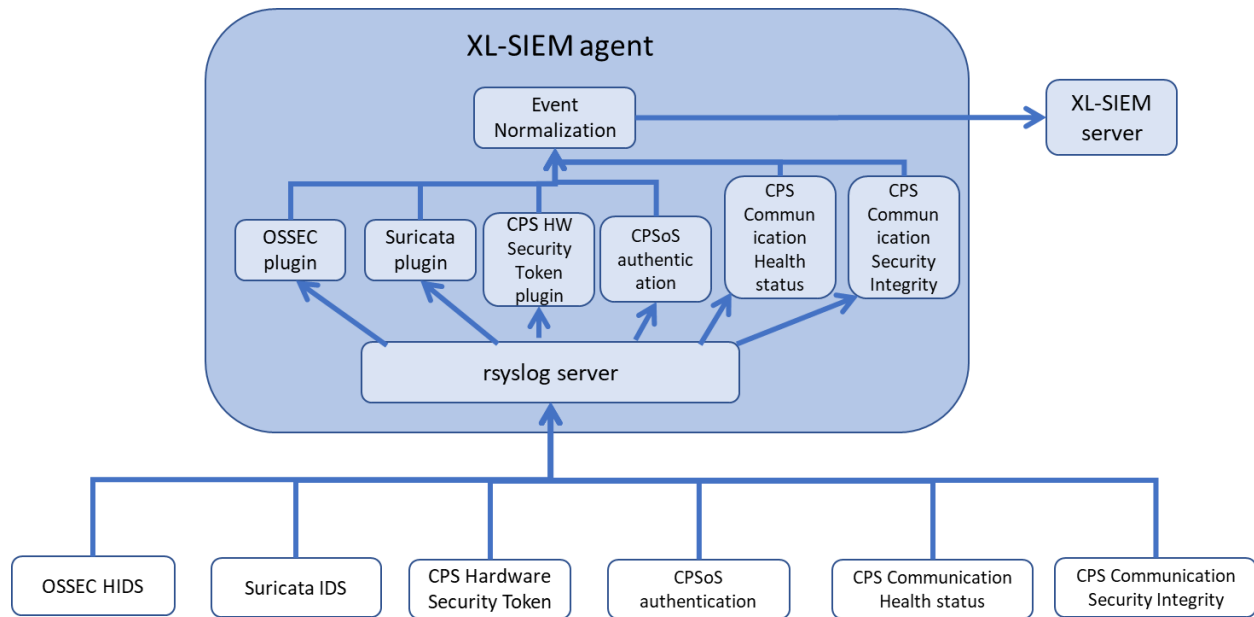 XL-SIEM agent
Event
Normalization
XL-SIEM
server
OSSEC
plugin
Suricata
plugin
CPS HW
Security
Token
plugin
CPSoS
authentic
ation
CPS
Commun
ication
Health
status
CPS
Commun
ication
Security
Integrity
rsyslog server
OSSEC HIDS
Suricata IDS
CPS Hardware
Security Token
CPSoS
authentication
CPS Communication
Health status
CPS Communication
Security Integrity